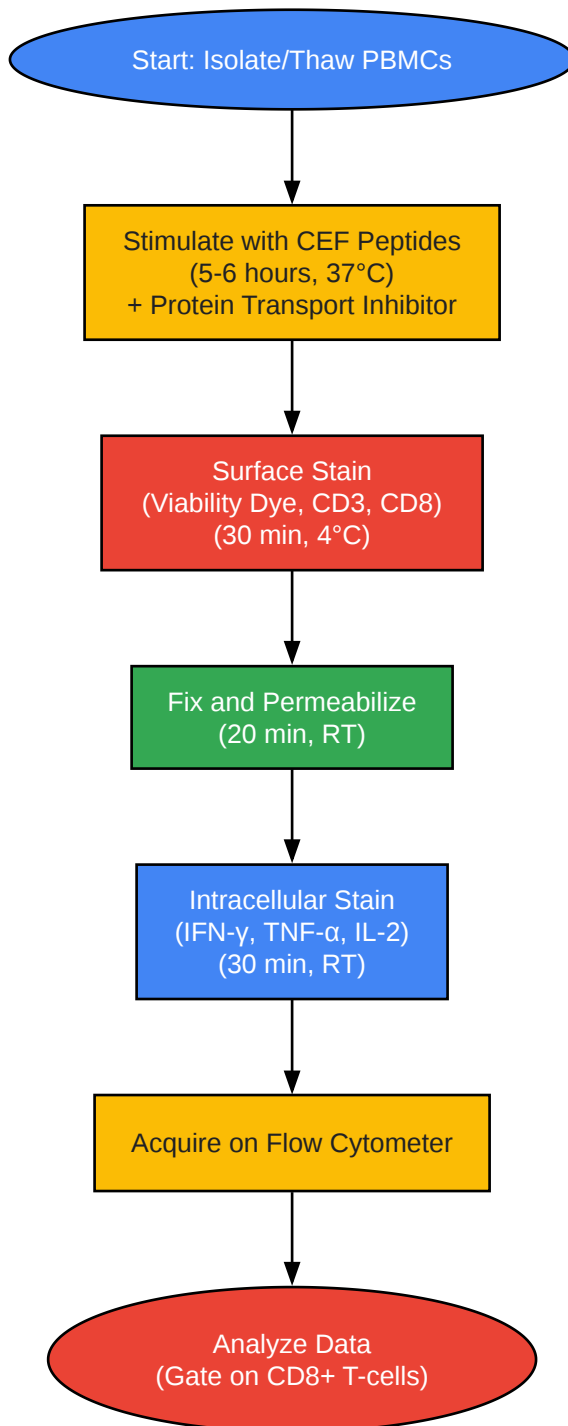 Start: Isolate/Thaw PBMCs
Stimulate with CEF Peptides
(5-6 hours, 37°C)
+ Protein Transport Inhibitor
Surface Stain
(Viability Dye, CD3, CD8)
(30 min, 4°C)
Fix and Permeabilize
(20 min, RT)
Intracellular Stain
(IFN-γ, TNF-α, IL-2)
(30 min, RT)
Acquire on Flow Cytometer
Analyze Data
(Gate on CD8+ T-cells)